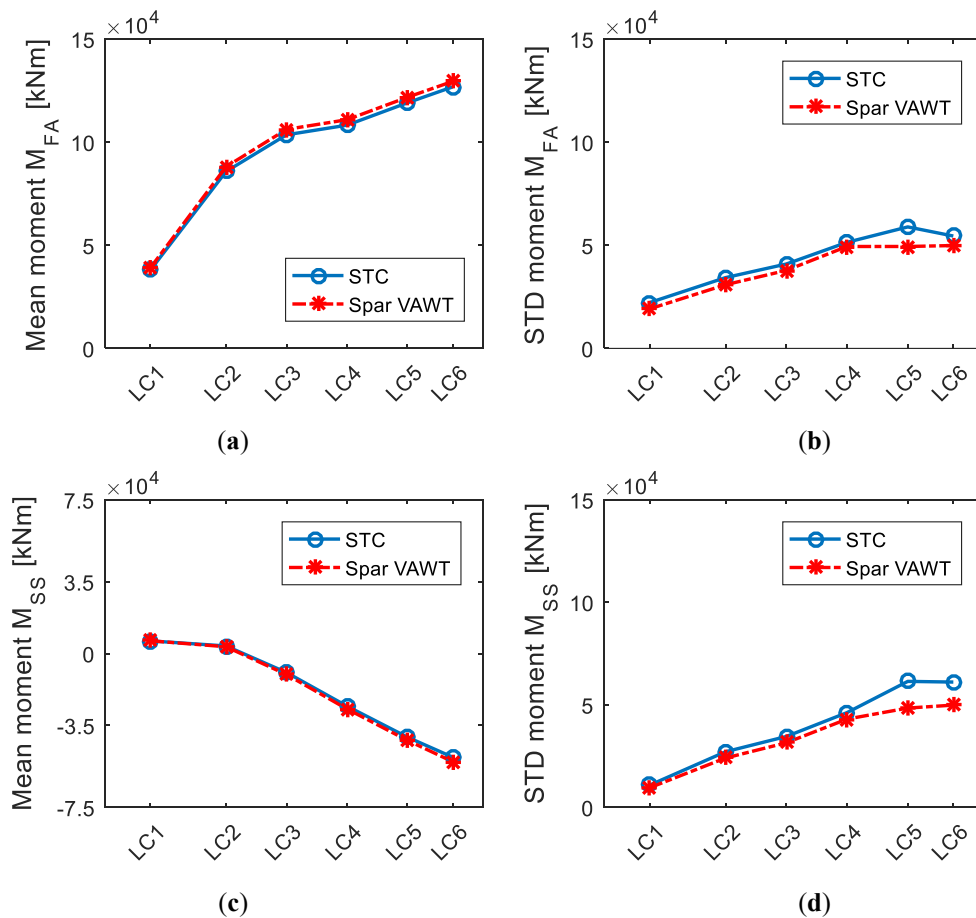 ×10^4
Mean moment M_FA [kNm]
15
10
5
0
STC
Spar VAWT
LC1 LC2 LC3 LC4 LC5 LC6
(a)
×10^4
STD moment M_FA [kNm]
15
10
5
0
STC
Spar VAWT
LC1 LC2 LC3 LC4 LC5 LC6
(b)
×10^4
Mean moment M_SS [kNm]
7.5
3.5
0
-3.5
-7.5
STC
Spar VAWT
LC1 LC2 LC3 LC4 LC5 LC6
(c)
×10^4
STD moment M_SS [kNm]
15
10
5
0
STC
Spar VAWT
LC1 LC2 LC3 LC4 LC5 LC6
(d)